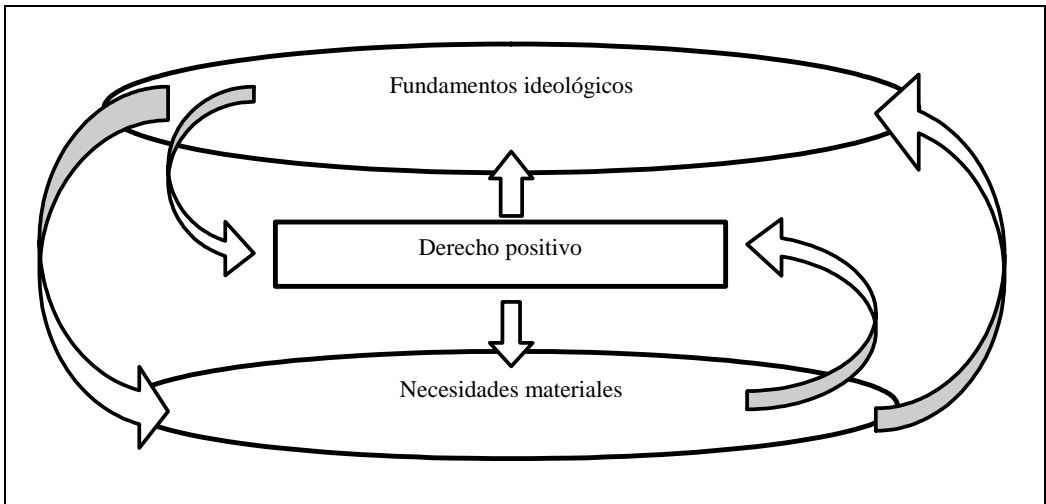 Fundamentos ideológicos
Derecho positivo
Necesidades materiales